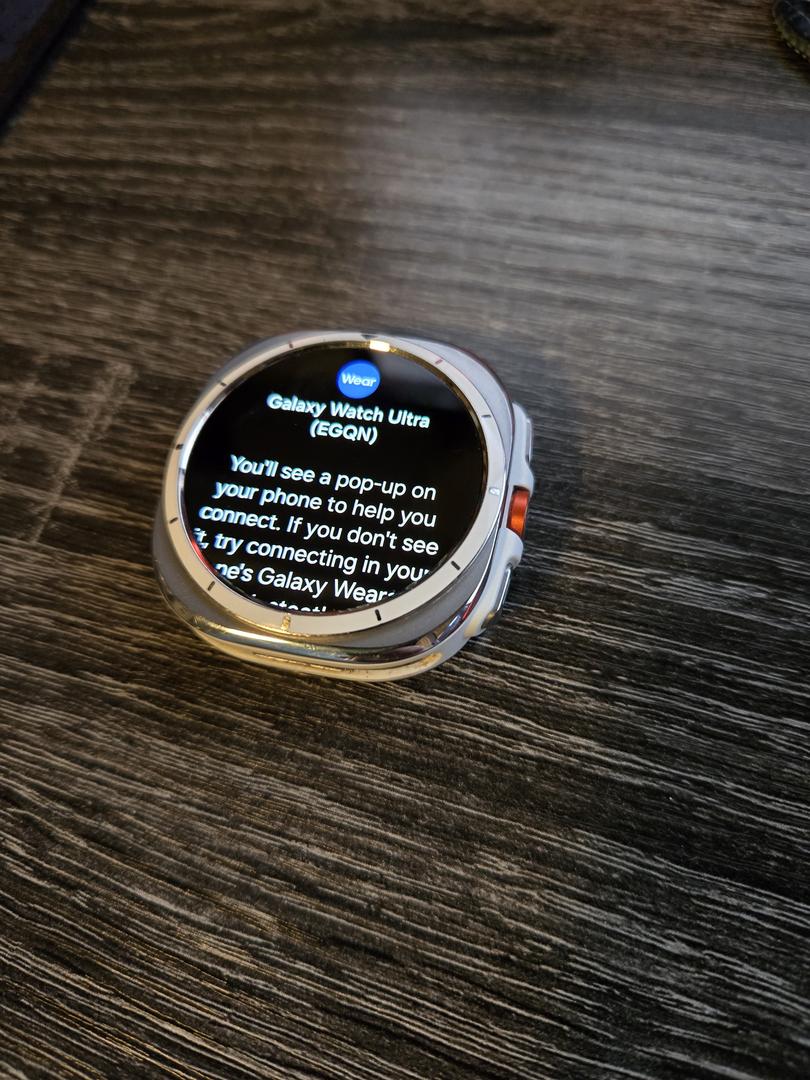 Wear
Galaxy Watch Ultra
(EGQN)
You'll see a pop-up on
your phone to help you
connect. If you don't see
it, try connecting in your
ne's Galaxy Wear